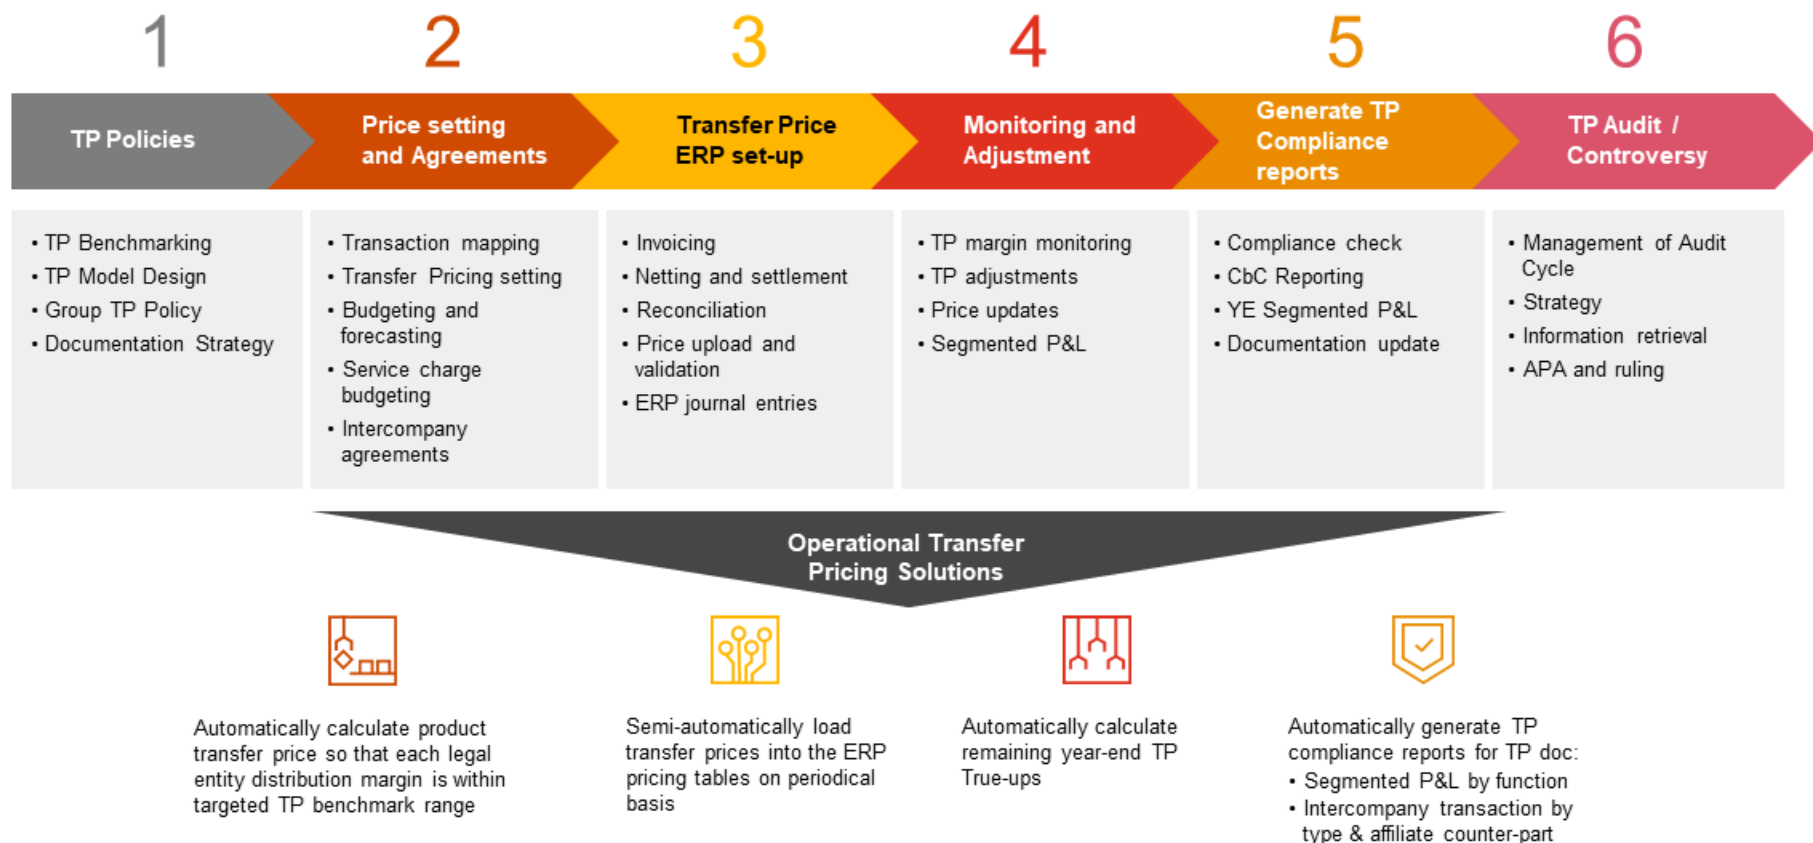 1
2
3
4
5
6
TP Policies
Price setting
and Agreements
Transfer Price
ERP set-up
Monitoring and
Adjustment
Generate TP
Compliance
reports
TP Audit /
Controversy
• TP Benchmarking
• TP Model Design
• Group TP Policy
• Documentation Strategy
• Transaction mapping
• Transfer Pricing setting
• Budgeting and
forecasting
• Service charge
budgeting
• Intercompany
agreements
• Invoicing
• Netting and settlement
• Reconciliation
• Price upload and
validation
• ERP journal entries
• TP margin monitoring
• TP adjustments
• Price updates
• Segmented P&L
• Compliance check
• CbC Reporting
• YE Segmented P&L
• Documentation update
• Management of Audit
Cycle
• Strategy
• Information retrieval
• APA and ruling
Operational Transfer
Pricing Solutions
Automatically calculate product
transfer price so that each legal
entity distribution margin is within
targeted TP benchmark range
Semi-automatically load
transfer prices into the ERP
pricing tables on periodical
basis
Automatically calculate
remaining year-end TP
True-ups
Automatically generate TP
compliance reports for TP doc:
• Segmented P&L by function
• Intercompany transaction by
type & affiliate counter-part